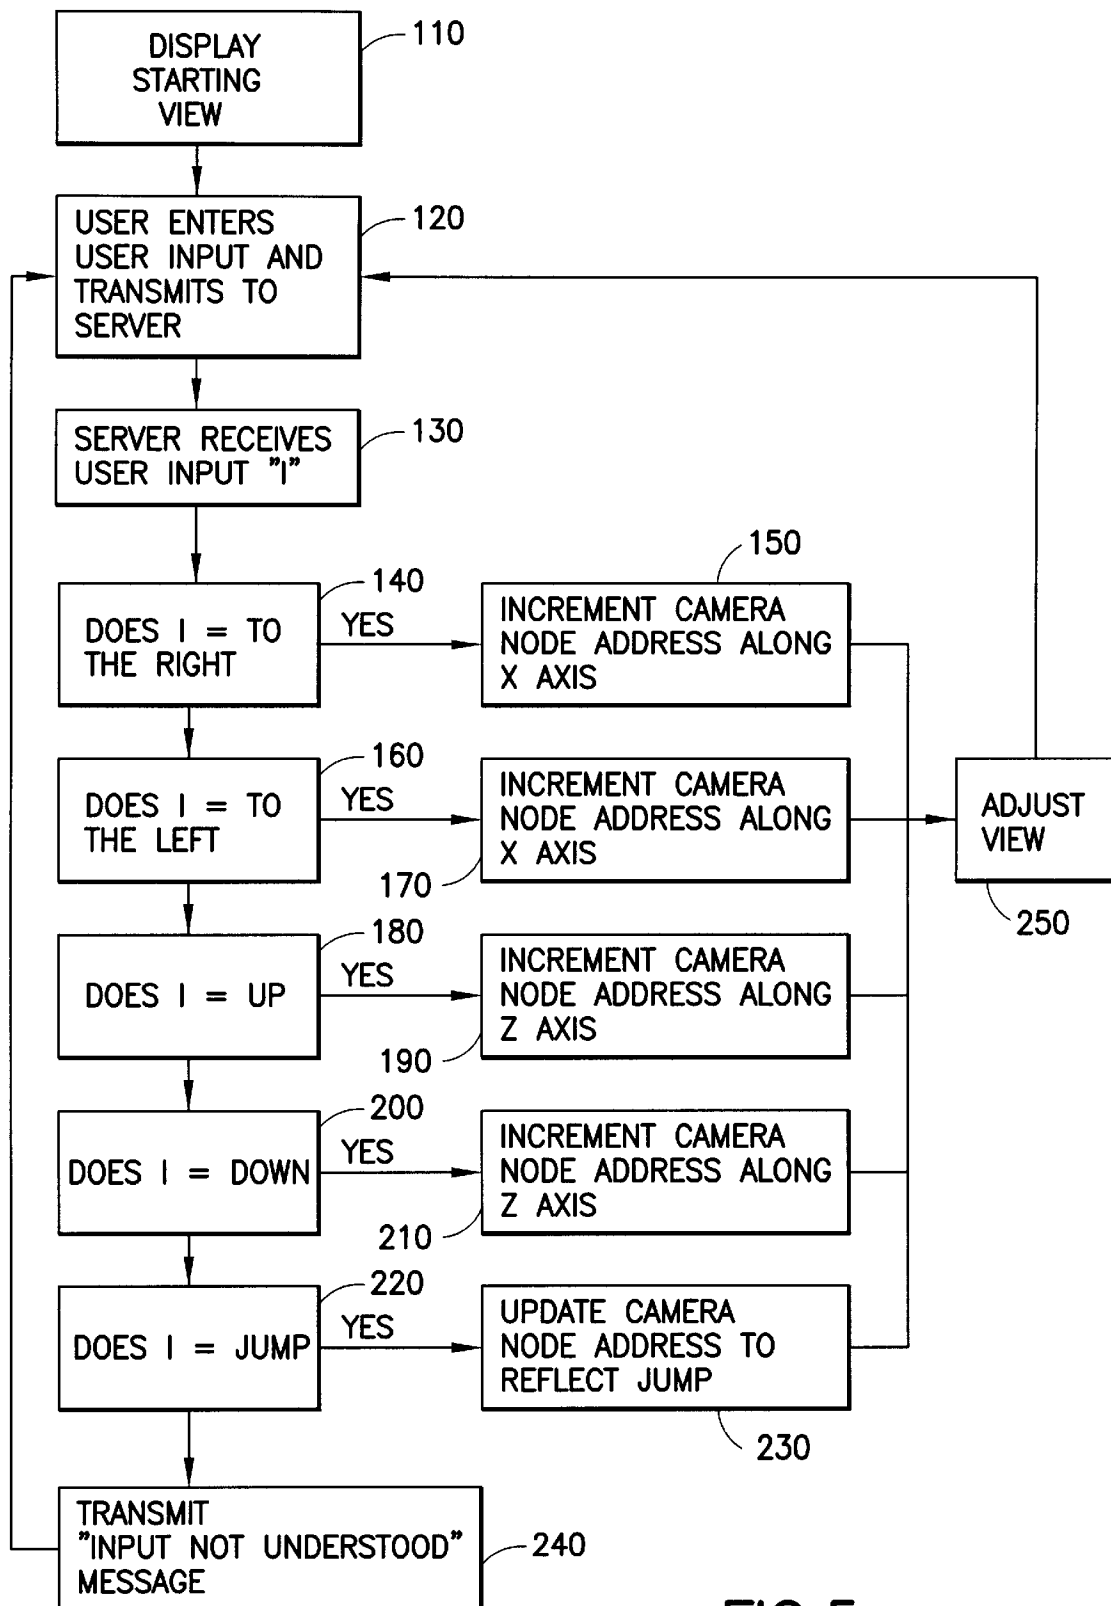 DISPLAY
STARTING
VIEW
110
USER ENTERS
USER INPUT AND
TRANSMITS TO
SERVER
120
SERVER RECEIVES
USER INPUT "I"
130
DOES I = TO
THE RIGHT
140
YES
INCREMENT CAMERA
NODE ADDRESS ALONG
X AXIS
150
DOES I = TO
THE LEFT
160
YES
INCREMENT CAMERA
NODE ADDRESS ALONG
X AXIS
170
ADJUST
VIEW
250
DOES I = UP
180
YES
INCREMENT CAMERA
NODE ADDRESS ALONG
Z AXIS
190
DOES I = DOWN
200
YES
INCREMENT CAMERA
NODE ADDRESS ALONG
Z AXIS
210
DOES I = JUMP
220
YES
UPDATE CAMERA
NODE ADDRESS TO
REFLECT JUMP
230
TRANSMIT
"INPUT NOT UNDERSTOOD"
MESSAGE
240